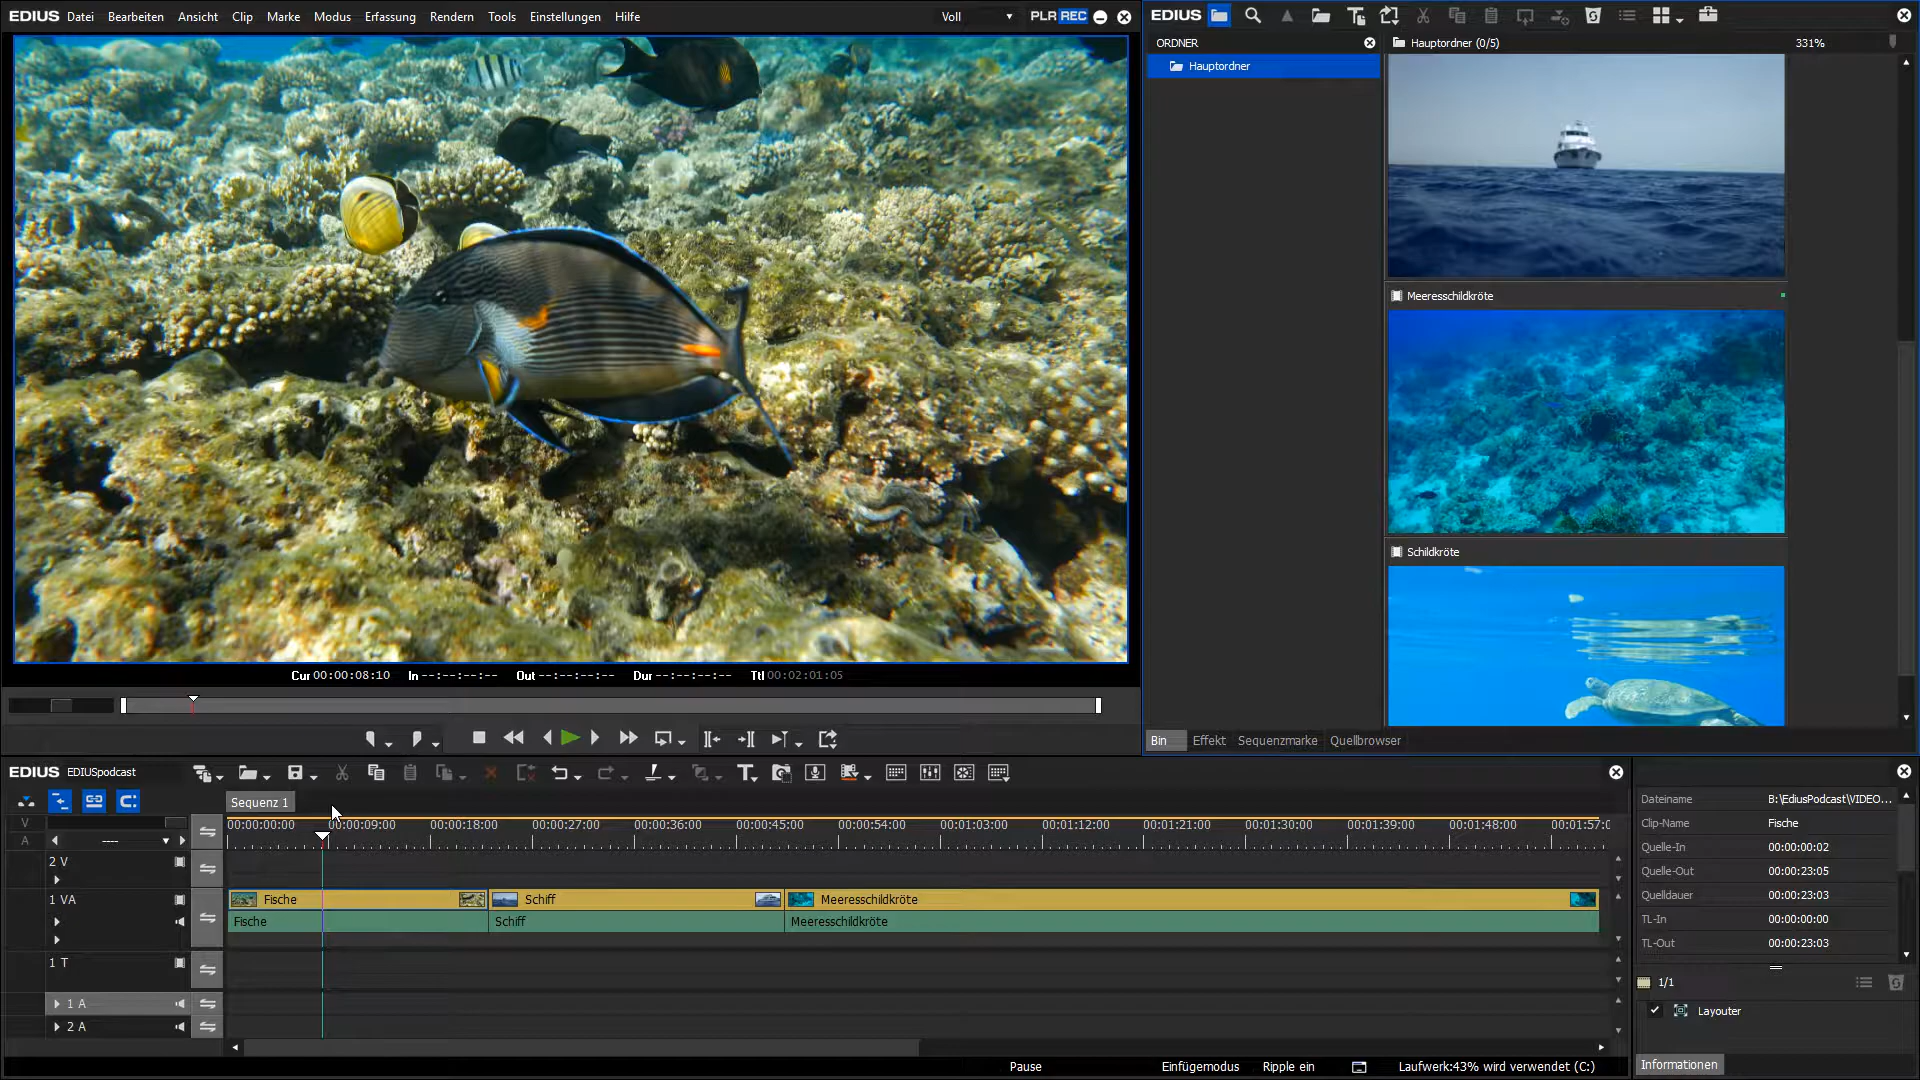 EDIUS Datei Bearbeiten Ansicht Clip Marke Modus Erfassung Rendern Tools Einstellungen Hilfe Voll PLR REC
EDIUS
ORDNER
Hauptordner (0/5) 331%
Hauptordner
Meeresschildkröte
Schildkröte
Cur 00:00:08:10 In --:--:--:-- Out --:--:--:-- Dur --:--:--:-- Ttl 00:02:01:05
Bin Effekt Sequenzmarke Quellbrowser
EDIUS EDIUSpodcast
Sequenz 1
00:00:00:00 00:00:09:00 00:00:18:00 00:00:27:00 00:00:36:00 00:00:45:00 00:00:54:00 00:01:03:00 00:01:12:00 00:01:21:00 00:01:30:00 00:01:39:00 00:01:48:00 00:01:57:0
V
A ----
2 V
1 VA
Fische Schiff Meeresschildkröte
Fische Schiff Meeresschildkröte
1 T
1 A
2 A
Dateiname B:\EdiusPodcast\VIDEO...
Clip-Name Fische
Quelle-In 00:00:00:02
Quelle-Out 00:00:23:05
Quelldauer 00:00:23:03
TL-In 00:00:00:00
TL-Out 00:00:23:03
1/1
Layouter
Informationen
Pause Einfügemodus Ripple ein Laufwerk:43% wird verwendet (C:)